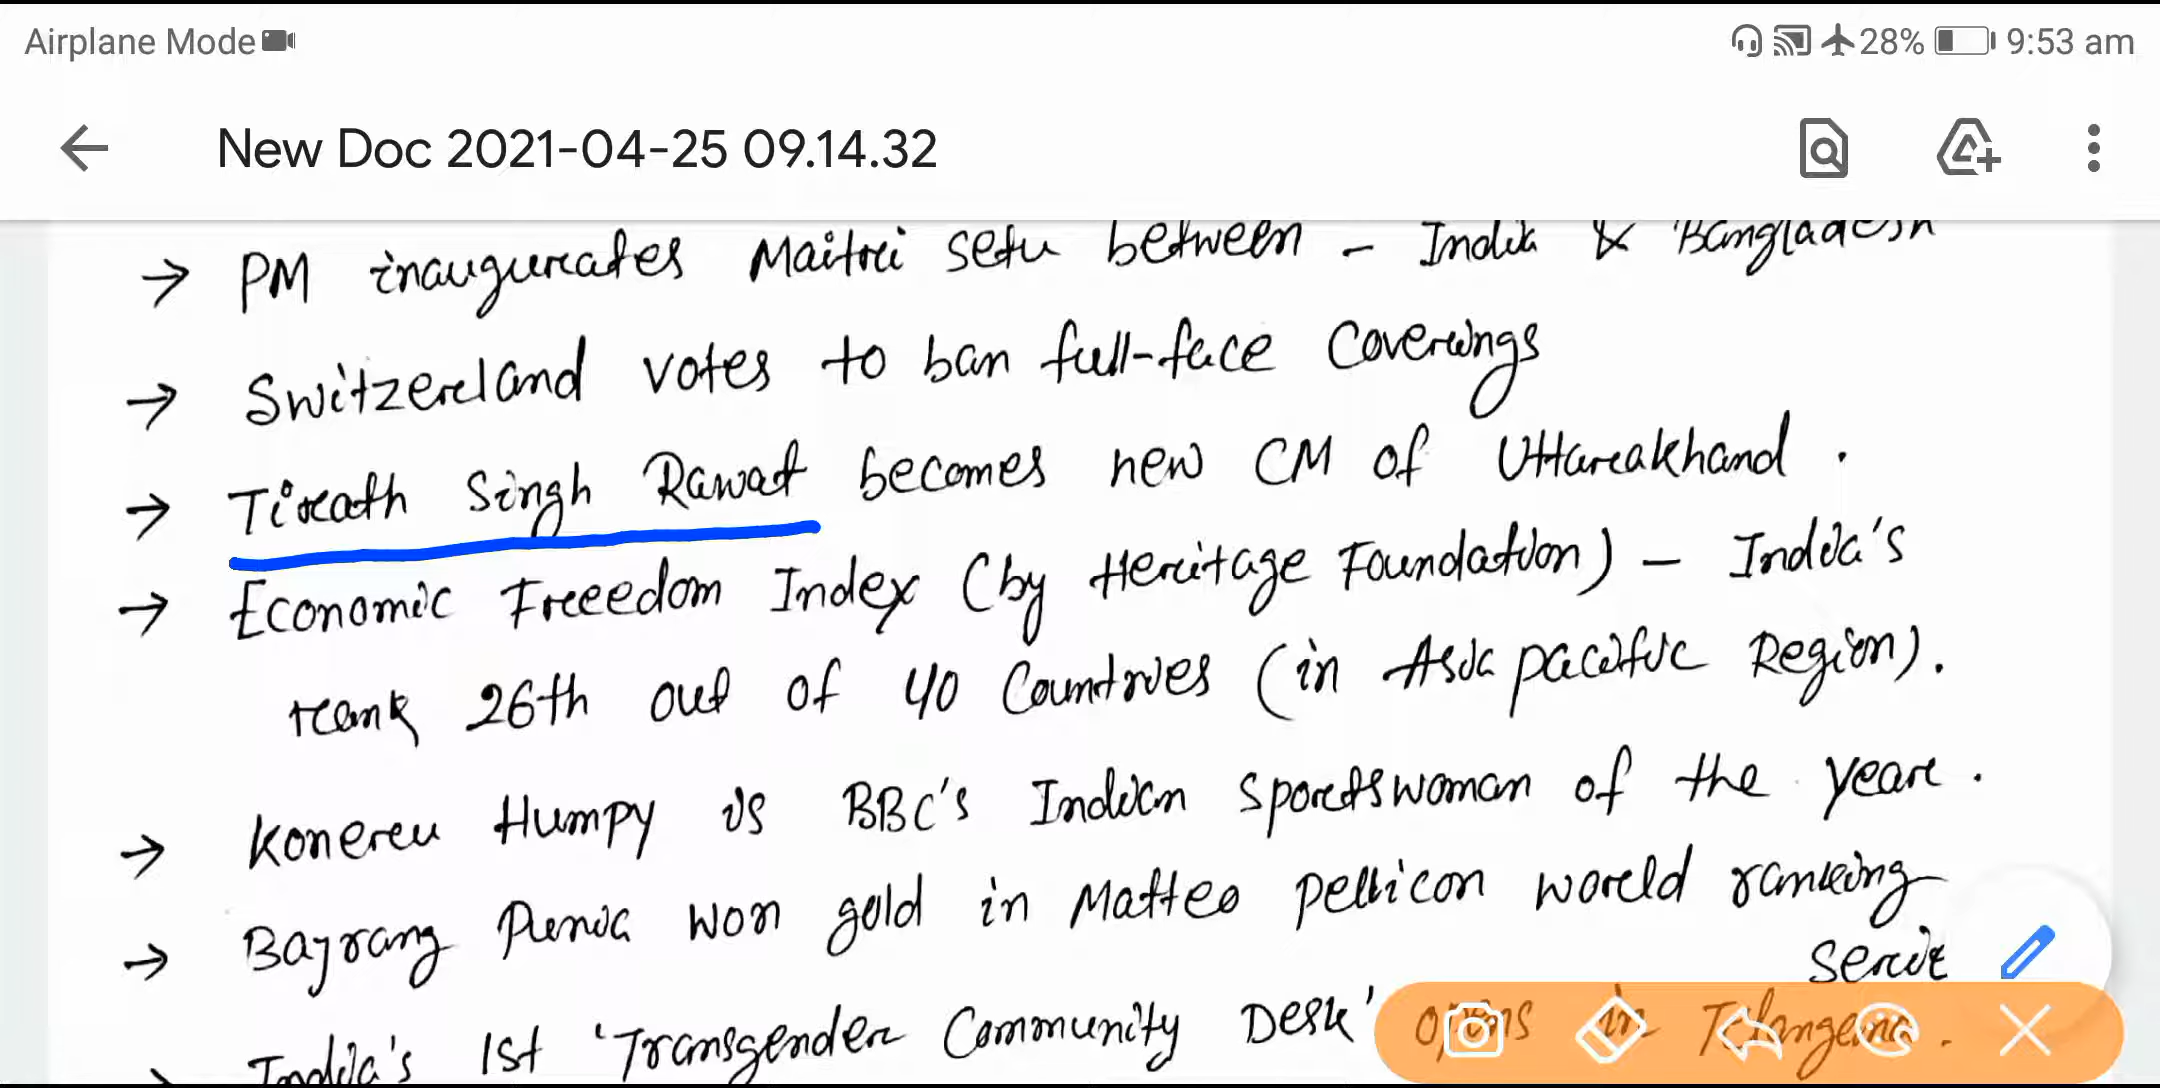 Airplane Mode 28% 9:53 am
New Doc 2021-04-25 09.14.32
→ PM inaugurates Maitri setu between - India & Bangladesh
→ Switzerland votes to ban full-face Coverings
→ Tirath Singh Rawat becomes new CM of Uttarakhand .
→ Economic Freedom Index (by Heritage Foundation) - India's
rank 26th out of 40 Countries (in Asia pacific Region).
→ Koneru Humpy is BBC's Indian sportswoman of the year .
→ Bajrang Punia won gold in Matteo pellicon world ranking
serie
India's 1st 'Transgender Community Desk' opens in Telangana .